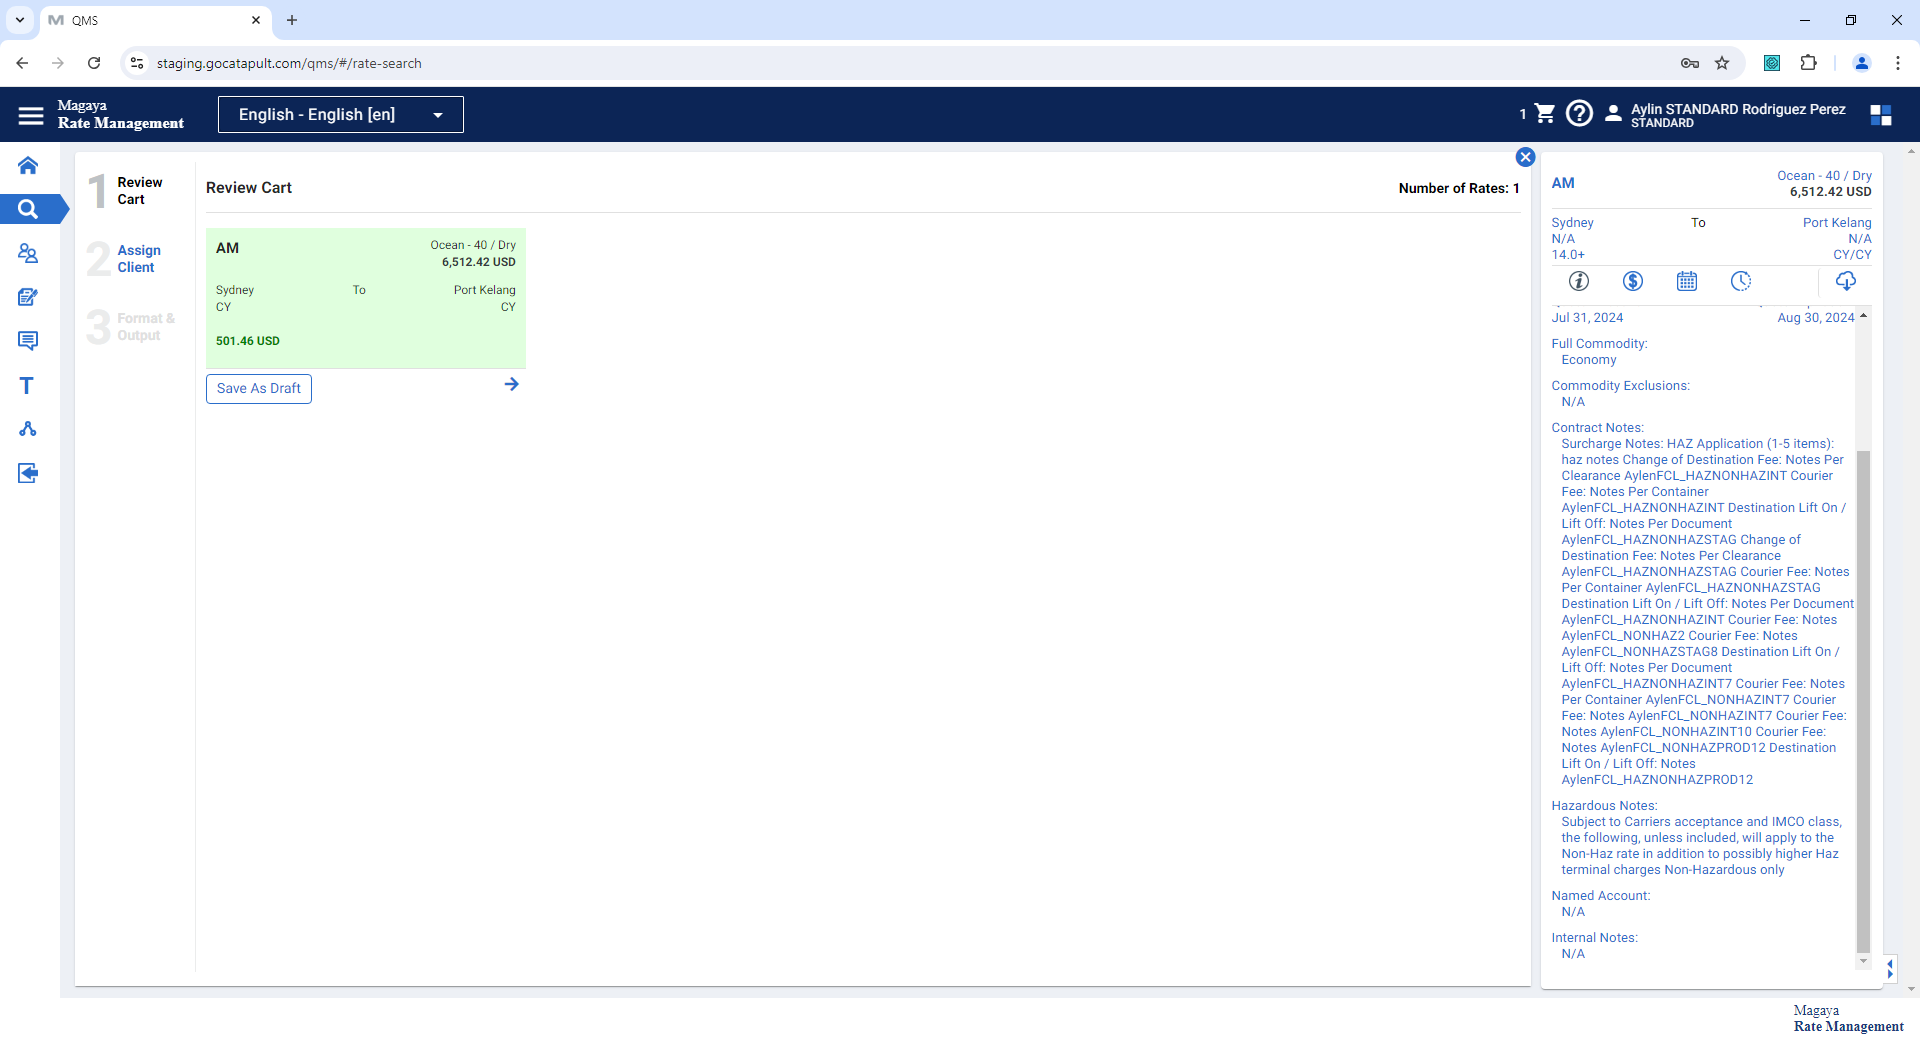 QMS
staging.gocatapult.com/qms/#/rate-search
Magaya
Rate Management
English - English [en]
1
Aylin STANDARD Rodriguez Perez
STANDARD
1 Review
Cart
2 Assign
Client
3 Format &
Output
Review Cart
Number of Rates: 1
AM
Ocean - 40 / Dry
6,512.42 USD
Sydney To Port Kelang
CY CY
501.46 USD
Save As Draft
AM
Ocean - 40 / Dry
6,512.42 USD
Sydney To Port Kelang
N/A N/A
14.0+ CY/CY
Jul 31, 2024 Aug 30, 2024
Full Commodity:
Economy
Commodity Exclusions:
N/A
Contract Notes:
Surcharge Notes: HAZ Application (1-5 items):
haz notes Change of Destination Fee: Notes Per
Clearance AylenFCL_HAZNONHAZINT Courier
Fee: Notes Per Container
AylenFCL_HAZNONHAZINT Destination Lift On /
Lift Off: Notes Per Document
AylenFCL_HAZNONHAZSTAG Change of
Destination Fee: Notes Per Clearance
AylenFCL_HAZNONHAZSTAG Courier Fee: Notes
Per Container AylenFCL_HAZNONHAZSTAG
Destination Lift On / Lift Off: Notes Per Document
AylenFCL_HAZNONHAZINT Courier Fee: Notes
AylenFCL_NONHAZ2 Courier Fee: Notes
AylenFCL_NONHAZSTAG8 Destination Lift On /
Lift Off: Notes Per Document
AylenFCL_HAZNONHAZINT7 Courier Fee: Notes
Per Container AylenFCL_NONHAZINT7 Courier
Fee: Notes AylenFCL_NONHAZINT7 Courier Fee:
Notes AylenFCL_NONHAZINT10 Courier Fee:
Notes AylenFCL_NONHAZPROD12 Destination
Lift On / Lift Off: Notes
AylenFCL_HAZNONHAZPROD12
Hazardous Notes:
Subject to Carriers acceptance and IMCO class,
the following, unless included, will apply to the
Non-Haz rate in addition to possibly higher Haz
terminal charges Non-Hazardous only
Named Account:
N/A
Internal Notes:
N/A
Magaya
Rate Management